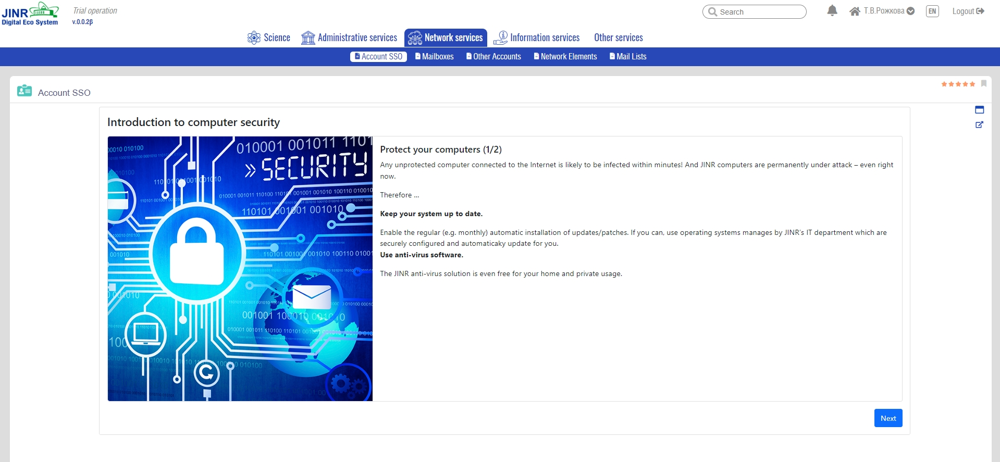 JINR
Digital Eco System
Trial operation
v.0.0.2β
Search
Т.В.Рожкова
EN
Logout
Science
Administrative services
Network services
Information services
Other services
Account SSO
Mailboxes
Other Accounts
Network Elements
Mail Lists
Account SSO
Introduction to computer security
010001 001011 1101
» SECURITY
Protect your computers (1/2)
Any unprotected computer connected to the Internet is likely to be infected within minutes! And JINR computers are permanently under attack – even right
now.
Therefore ...
Keep your system up to date.
Enable the regular (e.g. monthly) automatic installation of updates/patches. If you can, use operating systems manages by JINR's IT department which are
securely configured and automaticaky update for you.
Use anti-virus software.
The JINR anti-virus solution is even free for your home and private usage.
Next